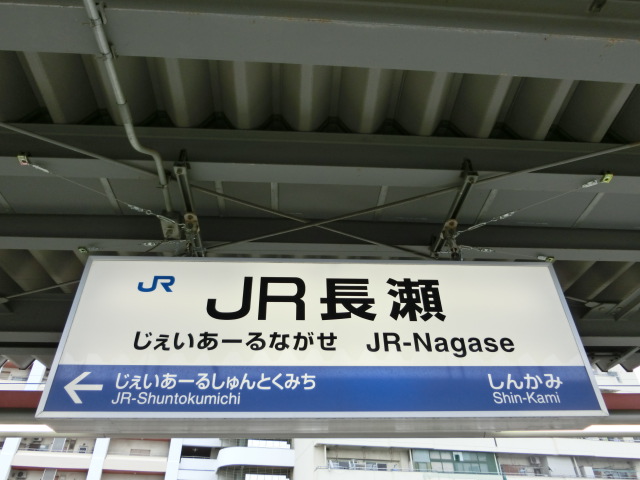 JR
JR長瀬
じぇいあーるながせ JR-Nagase
← じぇいあーるしゅんとくみち しんかみ
JR-Shuntokumichi Shin-Kami